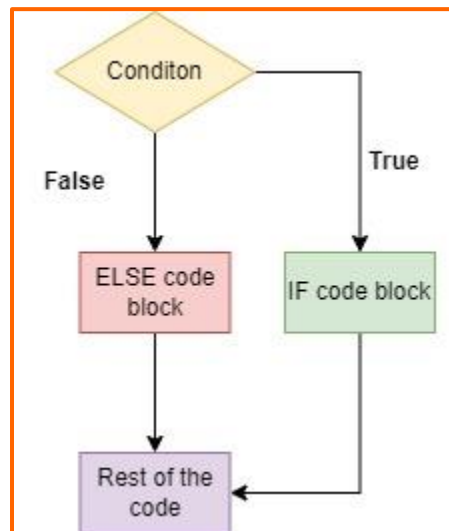 Conditon
True
False
ELSE code
block
IF code block
Rest of the
code